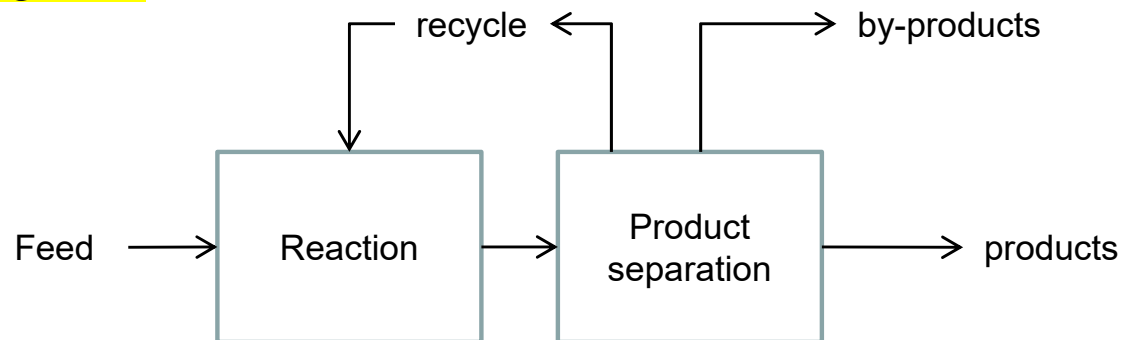 recycle
by-products
Feed
Reaction
Product
separation
products